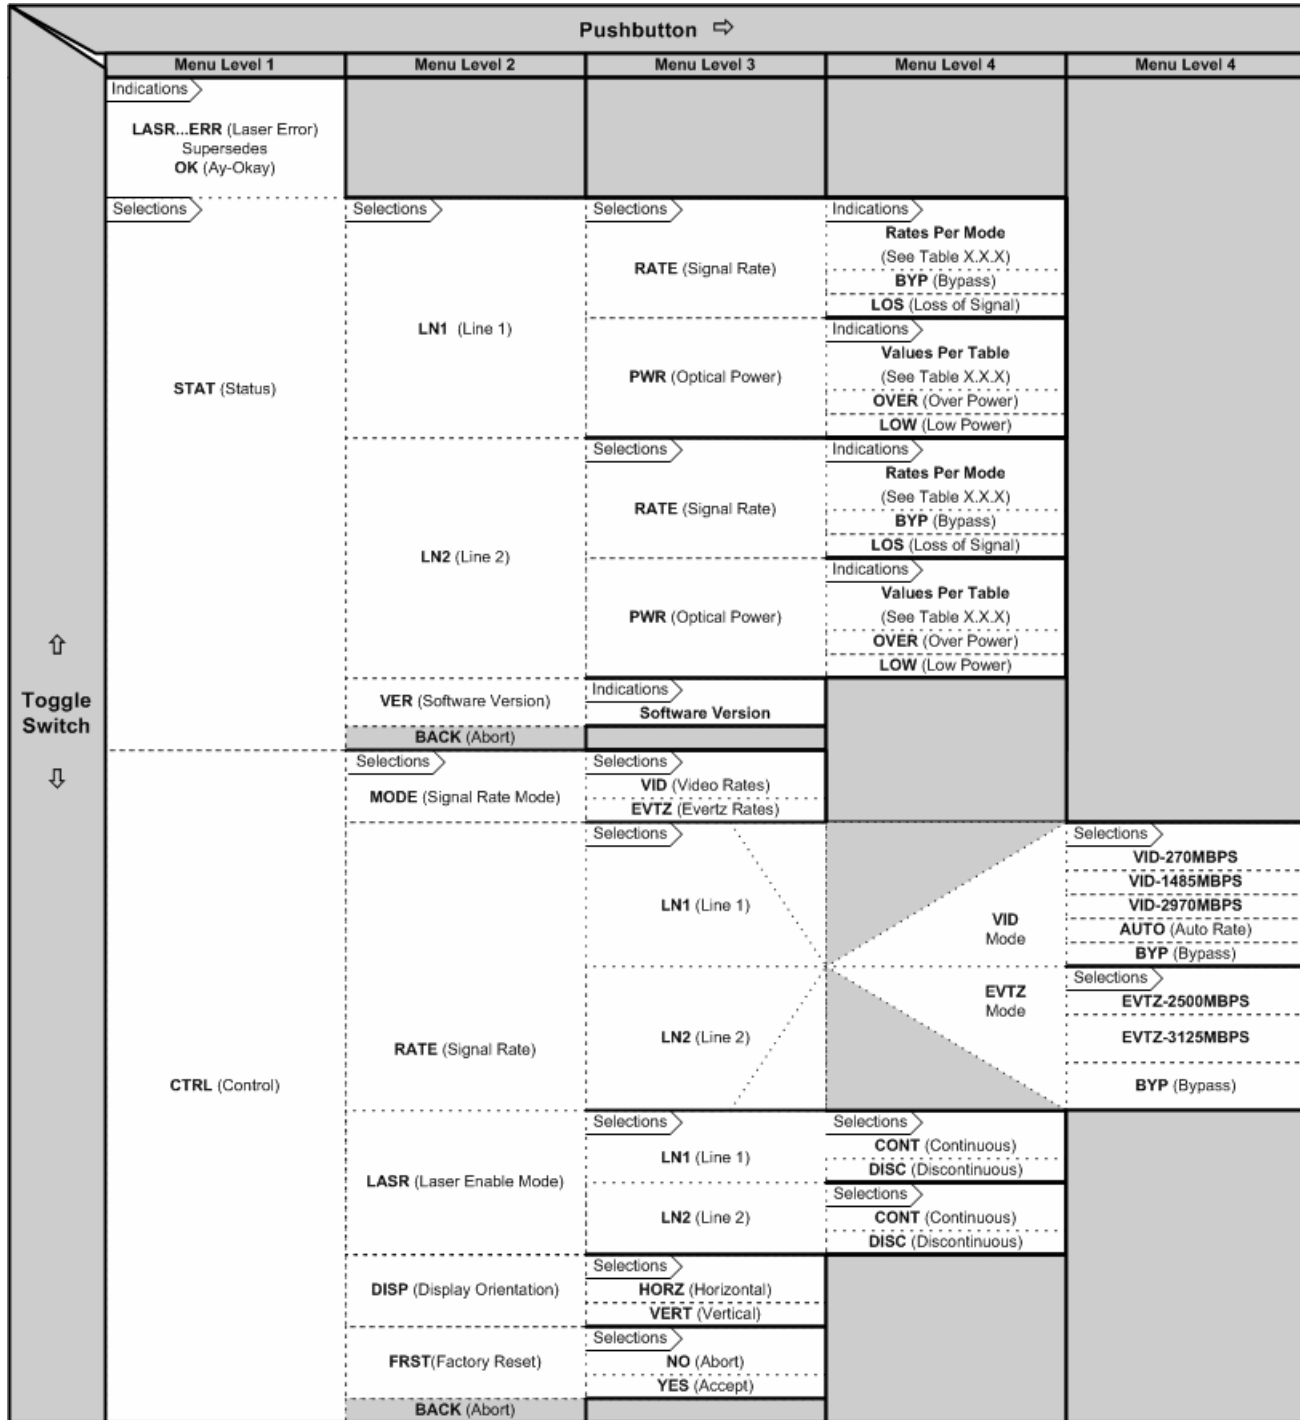 Pushbutton ⇨
Menu Level 1 Menu Level 2 Menu Level 3 Menu Level 4 Menu Level 4
Indications
LASR...ERR (Laser Error)
Supersedes
OK (Ay-Okay)
Selections Selections Selections Indications
Rates Per Mode
(See Table X.X.X)
RATE (Signal Rate)
BYP (Bypass)
LOS (Loss of Signal)
LN1 (Line 1)
Indications
Values Per Table
(See Table X.X.X)
PWR (Optical Power)
STAT (Status)
OVER (Over Power)
LOW (Low Power)
Selections Indications
Rates Per Mode
(See Table X.X.X)
RATE (Signal Rate)
BYP (Bypass)
LOS (Loss of Signal)
LN2 (Line 2)
Indications
Values Per Table
(See Table X.X.X)
PWR (Optical Power)
OVER (Over Power)
LOW (Low Power)
⇧
Toggle
Switch
⇩
VER (Software Version)
Indications
Software Version
BACK (Abort)
Selections Selections
MODE (Signal Rate Mode)
VID (Video Rates)
EVTZ (Evertz Rates)
Selections Selections
VID-270MBPS
VID-1485MBPS
LN1 (Line 1)
VID-2970MBPS
VID
Mode
AUTO (Auto Rate)
BYP (Bypass)
Selections
EVTZ
Mode
EVTZ-2500MBPS
LN2 (Line 2)
EVTZ-3125MBPS
RATE (Signal Rate)
CTRL (Control)
BYP (Bypass)
Selections Selections
CONT (Continuous)
LN1 (Line 1)
DISC (Discontinuous)
LASR (Laser Enable Mode)
Selections
LN2 (Line 2)
CONT (Continuous)
DISC (Discontinuous)
Selections
DISP (Display Orientation)
HORZ (Horizontal)
VERT (Vertical)
Selections
FRST(Factory Reset)
NO (Abort)
YES (Accept)
BACK (Abort)